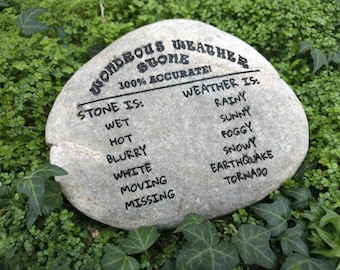 WONDROUS WEATHER
STONE
100% ACCURATE!
STONE IS: WEATHER IS:
WET RAINY
HOT SUNNY
BLURRY FOGGY
WHITE SNOWY
MOVING EARTHQUAKE
MISSING TORNADO